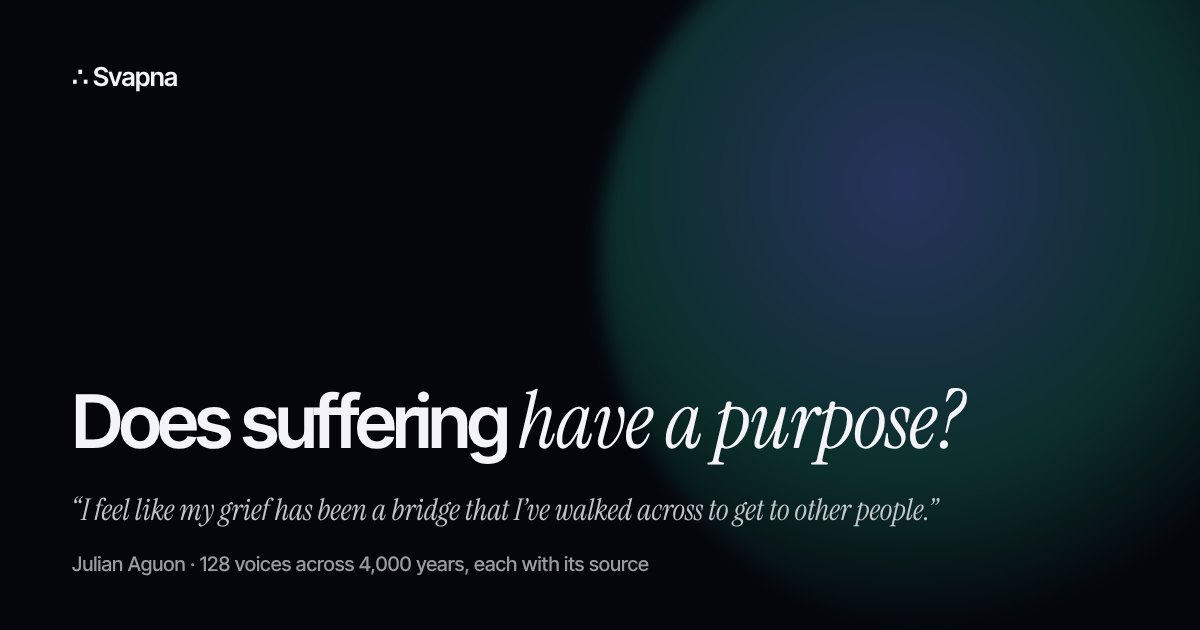 ∴ Svapna
Does suffering have a purpose?
“I feel like my grief has been a bridge that I’ve walked across to get to other people.”
Julian Aguon · 128 voices across 4,000 years, each with its source